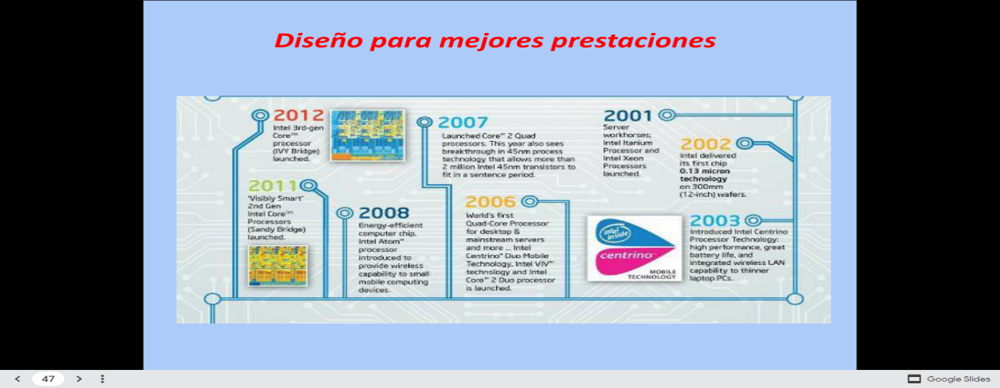 Diseño para mejores prestaciones
2012
Intel 3rd-gen
Core™
processor
(IVY Bridge)
launched.
2007
Launched Core™ 2 Quad
processors. This year also sees
breakthrough in 45nm process
technology that allows more than
2 million Intel 45nm transistors to
fit in a sentence period.
2001
Server
workhorses;
Intel Itanium
Processor and
Intel Xeon
Processors
launched.
2002
Intel delivered
its first chip
0.13 micron
technology
on 300mm
(12-inch) wafers.
2011
'Visibly Smart'
2nd Gen
Intel Core™
Processors
(Sandy Bridge)
launched.
2008
Energy-efficient
computer chip,
Intel Atom™
processor
introduced to
provide wireless
capability to small
mobile computing
devices.
2006
World's first
Quad-Core Processor
for desktop &
mainstream servers
and more ... Intel
Centrino® Duo Mobile
Technology, Intel VIV™
technology and Intel
Core™ 2 Duo processor
is launched.
intel
inside
centrino™
MOBILE
TECHNOLOGY
2003
Introduced Intel Centrino
Processor Technology:
high performance, great
battery life, and
integrated wireless LAN
capability to thinner
laptop PCs.
47
Google Slides